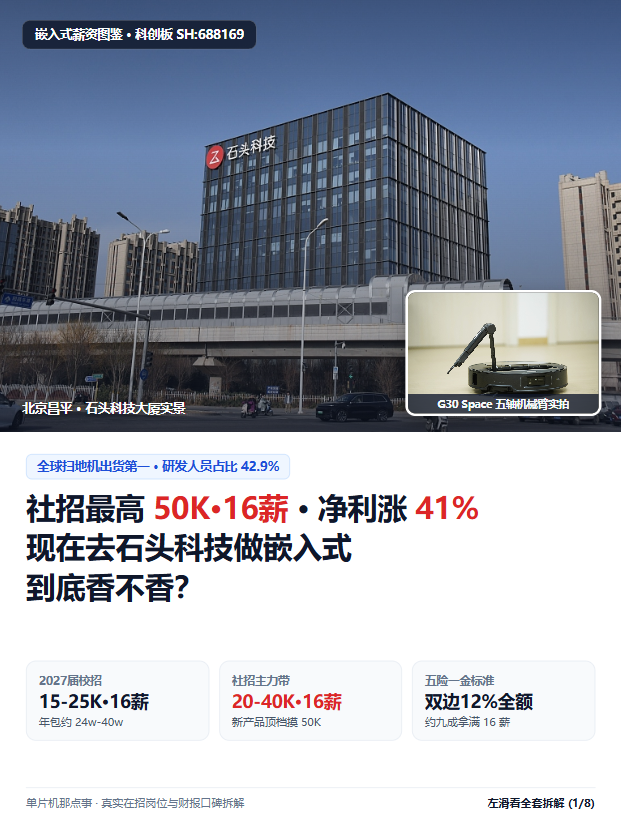 嵌入式薪资图鉴 • 科创板 SH:688169
石头科技
G30 Space 五轴机械臂实拍
北京昌平 • 石头科技大厦实景
全球扫地机出货第一 • 研发人员占比 42.9%
社招最高 50K•16薪 • 净利涨 41%
现在去石头科技做嵌入式
到底香不香？
2027届校招
15-25K•16薪
年包约 24w-40w
社招主力带
20-40K•16薪
新产品顶档摸 50K
五险一金标准
双边12%全额
约九成拿满 16 薪
单片机那点事 · 真实在招岗位与财报口碑拆解
左滑看全套拆解 (1/8)